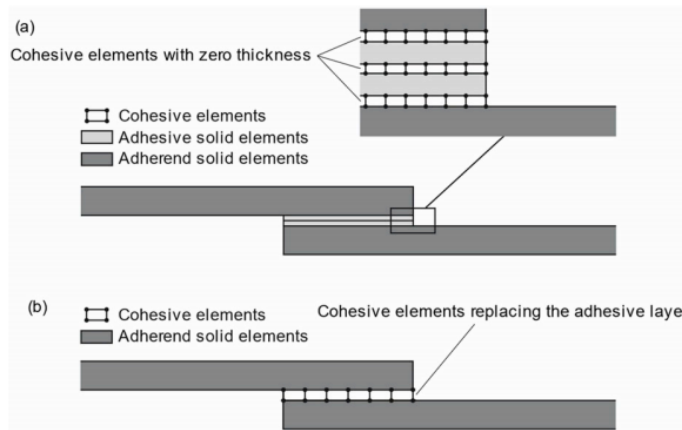 (a)
Cohesive elements with zero thickness
Cohesive elements
Adhesive solid elements
Adherend solid elements
(b)
Cohesive elements
Adherend solid elements
Cohesive elements replacing the adhesive laye